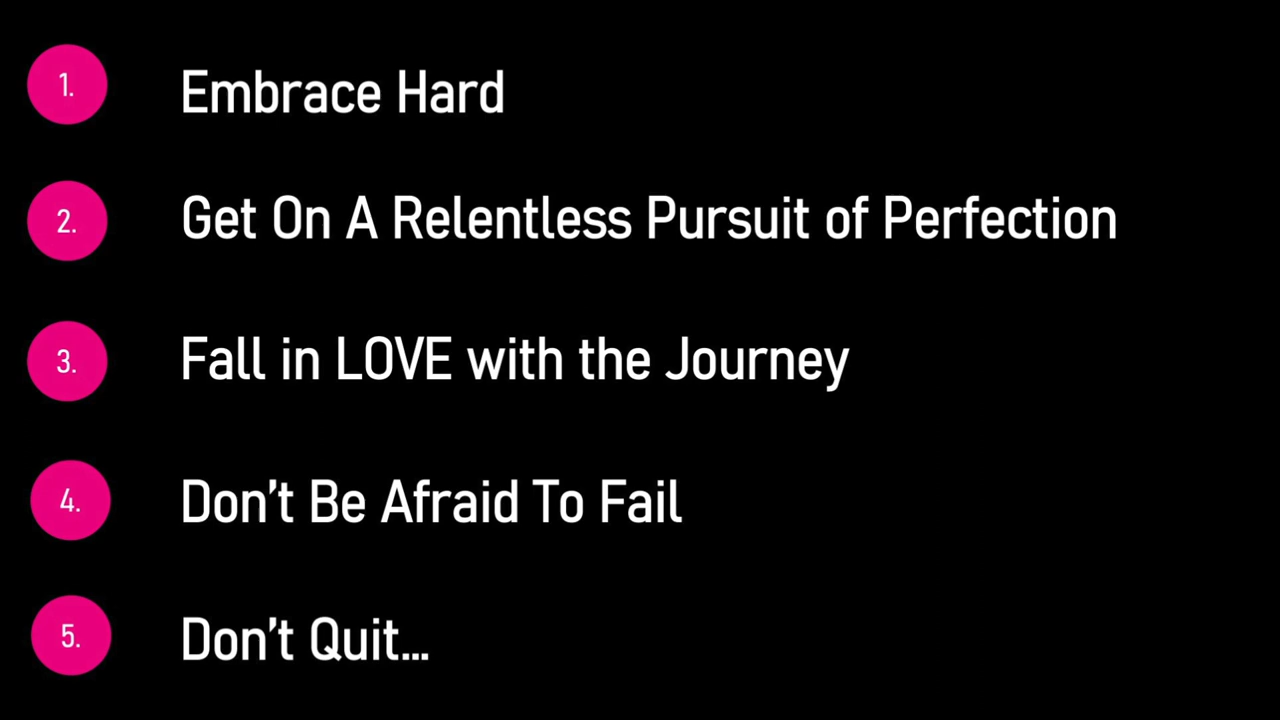 1. Embrace Hard
2. Get On A Relentless Pursuit of Perfection
3. Fall in LOVE with the Journey
4. Don’t Be Afraid To Fail
5. Don’t Quit...